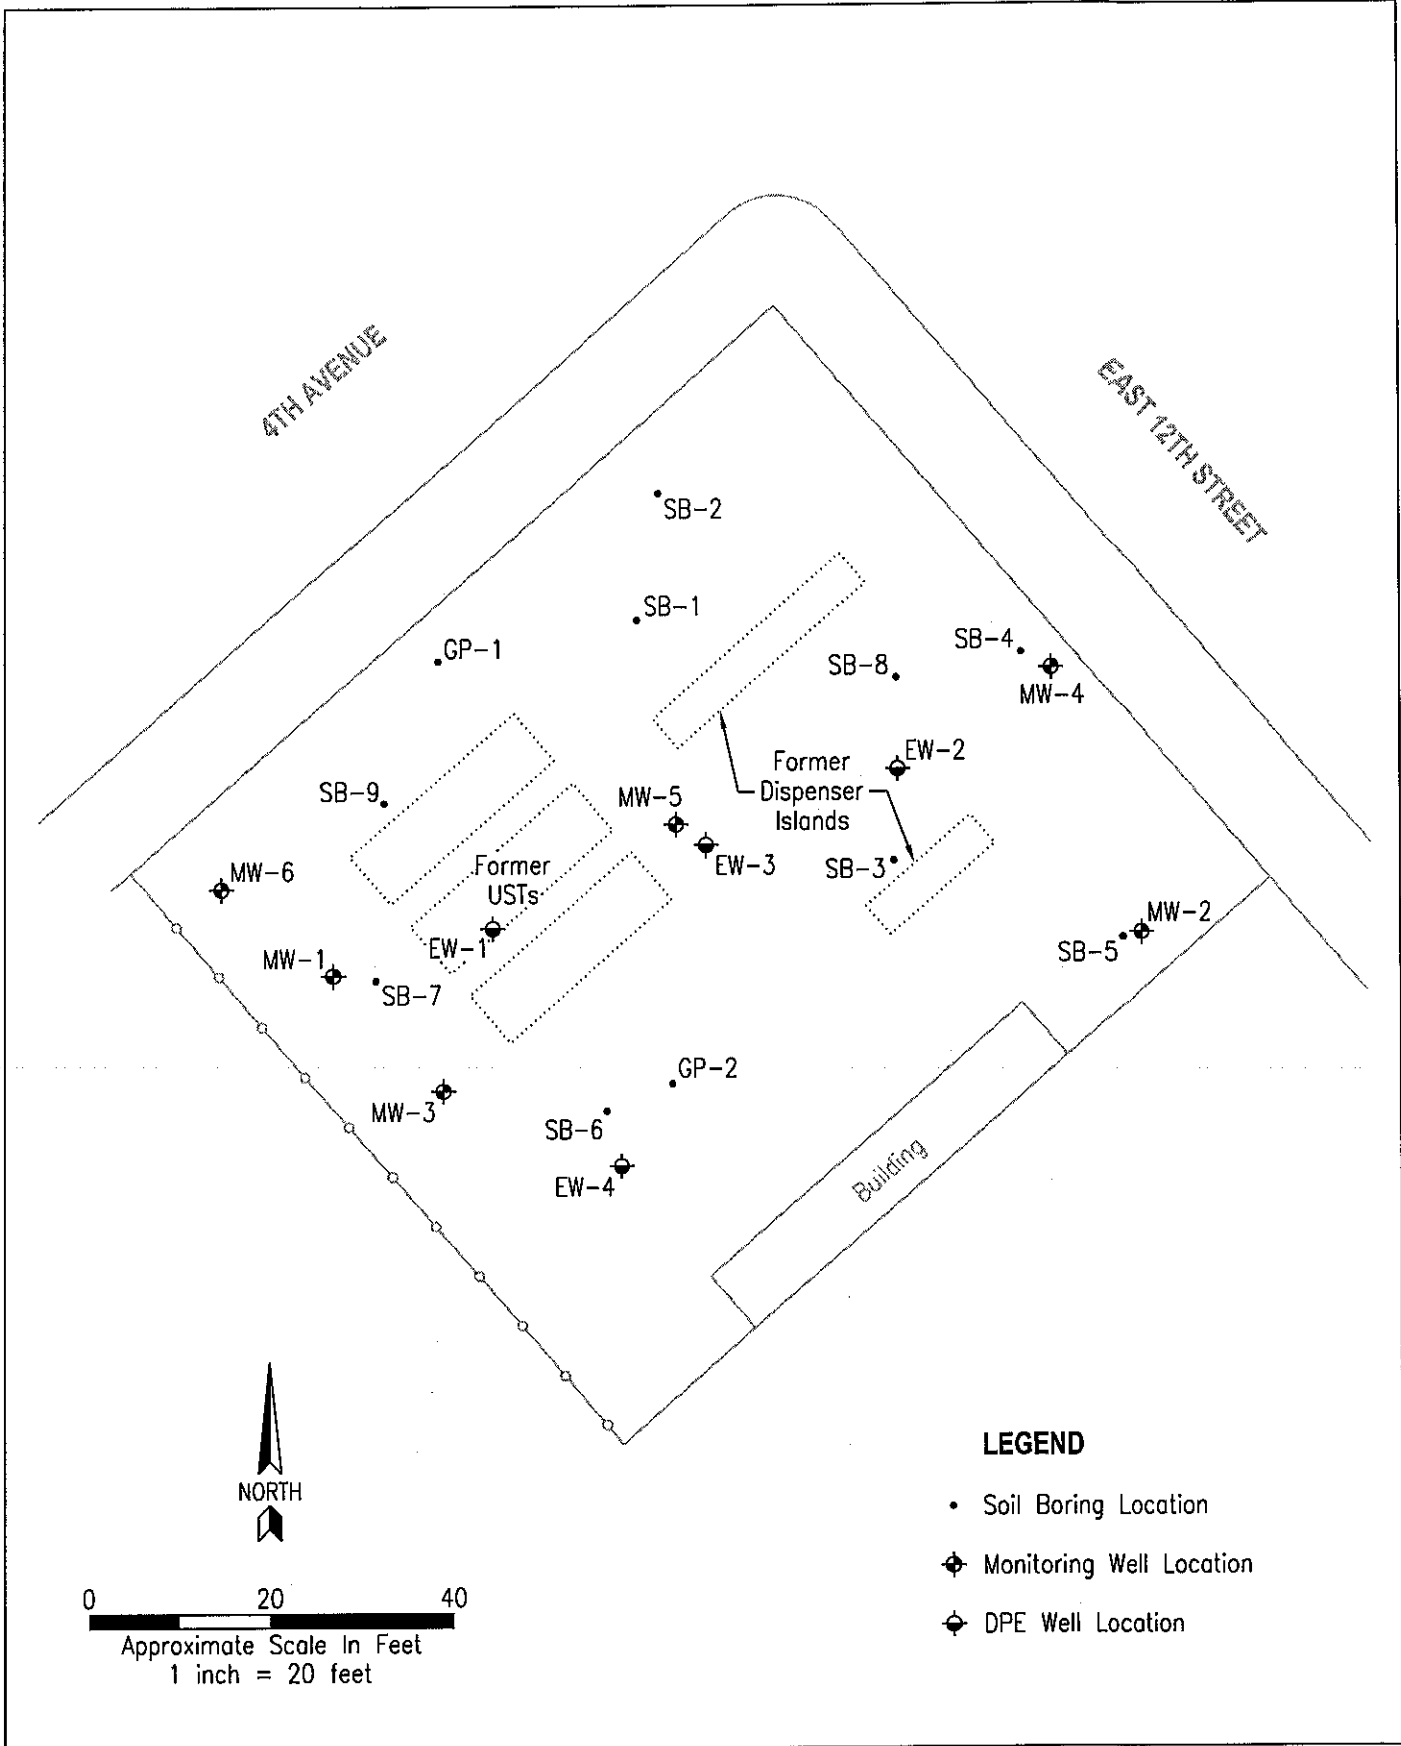 4TH AVENUE
EAST 12TH STREET
SB-2
SB-1
GP-1
SB-4
SB-8
MW-4
EW-2
Former
Dispenser
Islands
SB-9
MW-5
EW-3
SB-3
Former
USTs
MW-6
MW-2
EW-1
SB-5
MW-1
SB-7
GP-2
MW-3
SB-6
EW-4
Building
LEGEND
Soil Boring Location
Monitoring Well Location
DPE Well Location
NORTH
0 20 40
Approximate Scale In Feet
1 inch = 20 feet